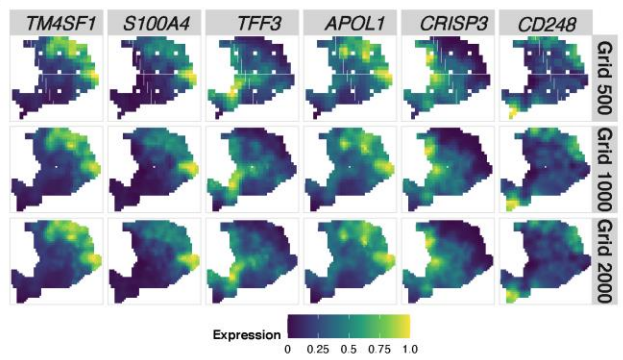 TM4SF1 S100A4 TFF3 APOL1 CRISP3 CD248
Grid 500
Grid 1000
Grid 2000
Expression
0 0.25 0.50 0.75 1.0